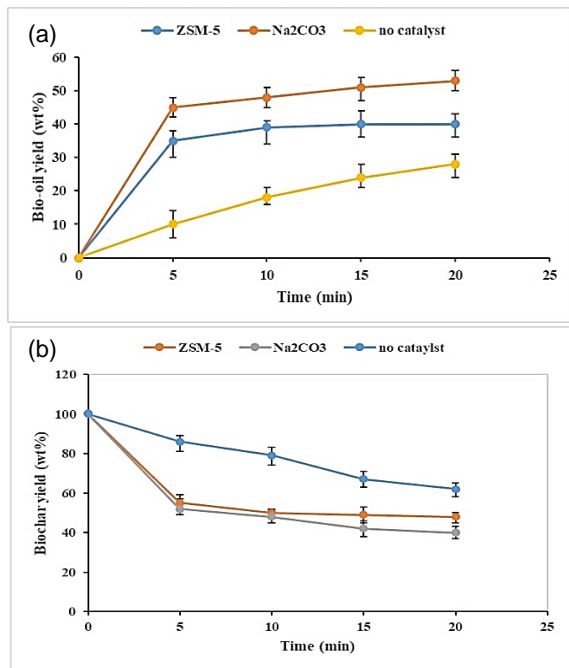 (a)
ZSM-5 Na2CO3 no catalyst
60
50
40
30
20
10
0
Bio-oil yield (wt%)
0 5 10 15 20 25
Time (min)
(b)
ZSM-5 Na2CO3 no cataylst
120
100
80
60
40
20
0
Biochar yield (wt%)
0 5 10 15 20 25
Time (min)